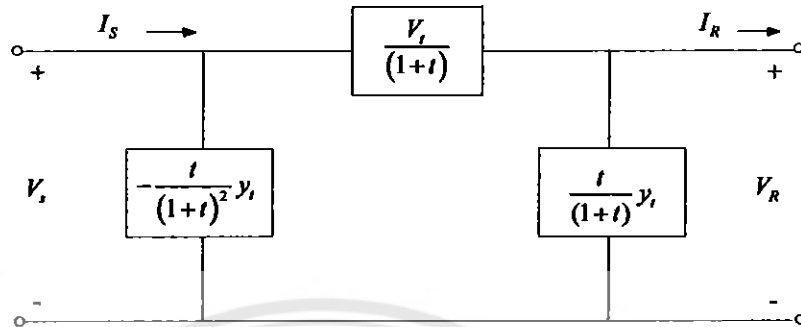 I_S → I_R →
V_t/(1+t)
+ +
V_s -t/(1+t)^2 y_t t/(1+t) y_t V_R
- -